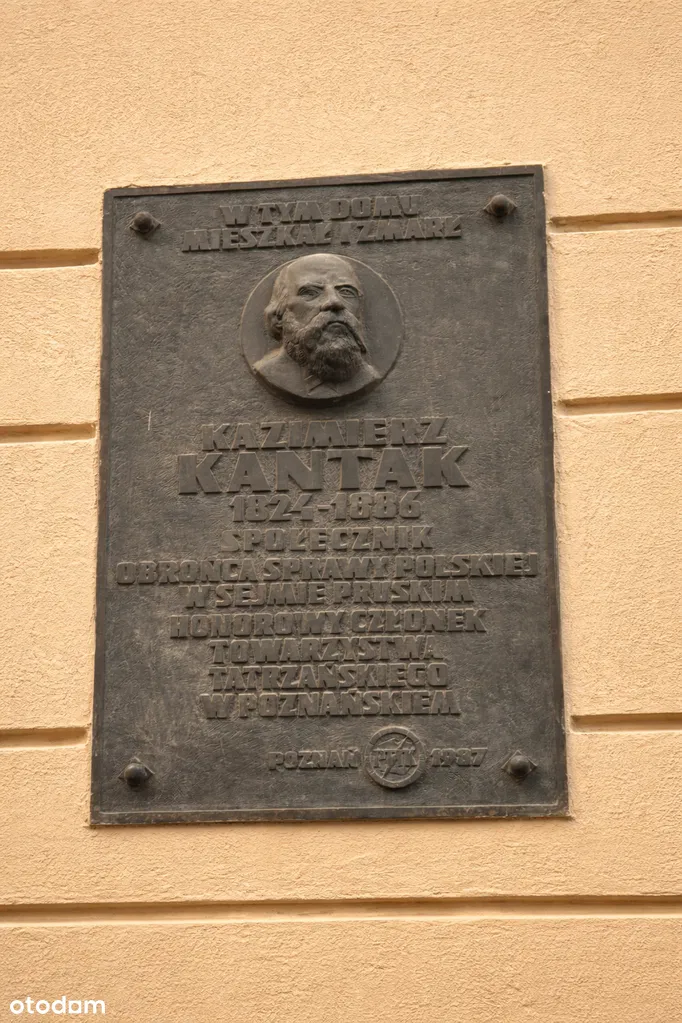 W TYM DOMU
MIESZKAŁ I ZMARŁ
KAZIMIERZ
KANTAK
1824-1886
SPOŁECZNIK
OBROŃCA SPRAWY POLSKIEJ
W SEJMIE PRUSKIM
HONOROWY CZŁONEK
TOWARZYSTWA
TATRZAŃSKIEGO
W POZNAŃSKIEM
POZNAŃ PTTK 1987
otodom